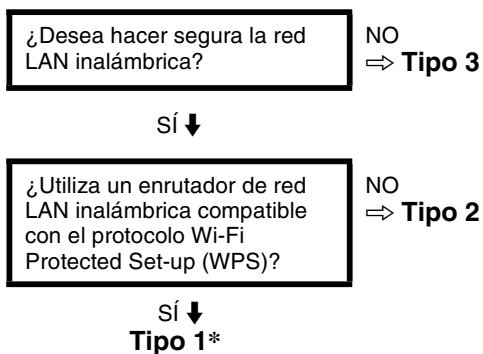 ¿Desea hacer segura la red
LAN inalámbrica?
NO
⇨ Tipo 3
SÍ ⬇
¿Utiliza un enrutador de red
LAN inalámbrica compatible
con el protocolo Wi-Fi
Protected Set-up (WPS)?
NO
⇨ Tipo 2
SÍ ⬇
Tipo 1*